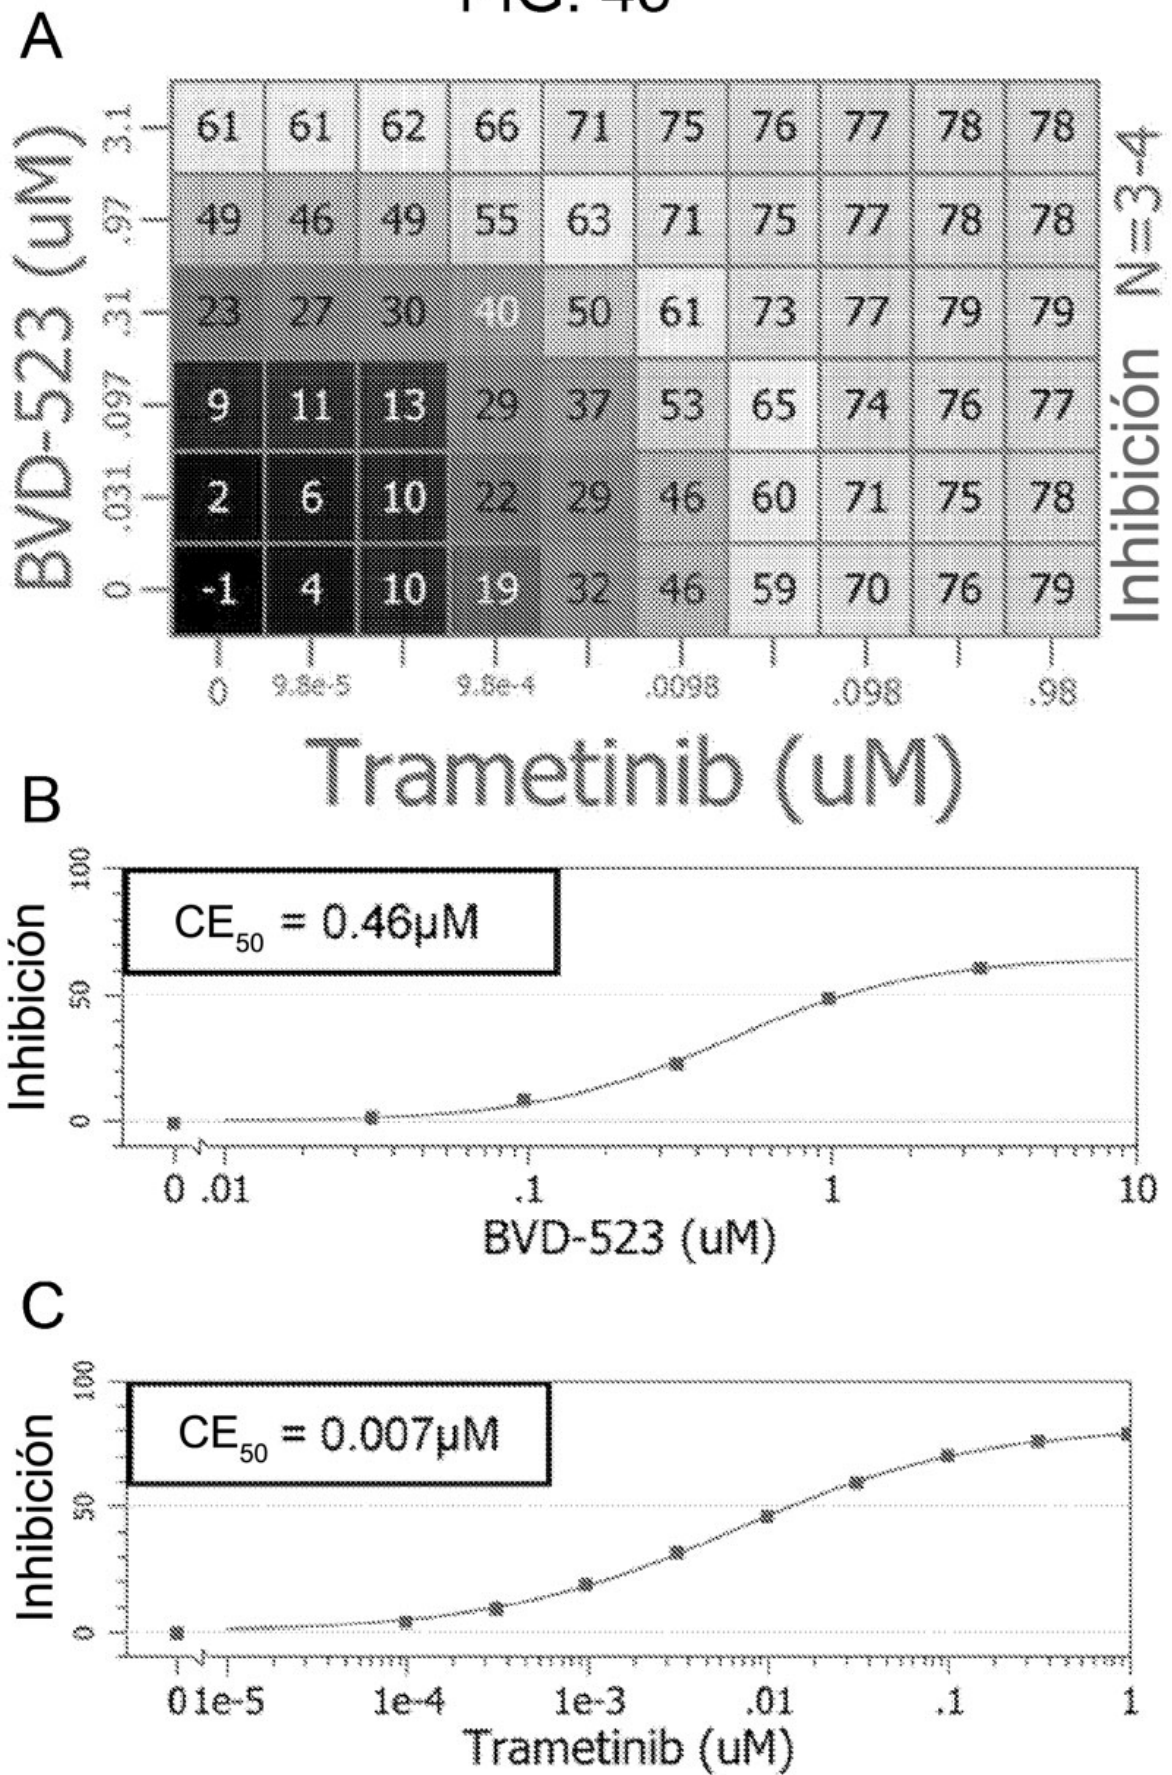 A
3.1 61 61 62 66 71 75 76 77 78 78
.97 49 46 49 55 63 71 75 77 78 78
.31 23 27 30 40 50 61 73 77 79 79
.097 9 11 13 29 37 53 65 74 76 77
.031 2 6 10 22 29 46 60 71 75 78
0 -1 4 10 19 32 46 59 70 76 79
0 9.8e-5 9.8e-4 .0098 .098 .98
BVD-523 (uM)
Trametinib (uM)
Inhibición N=3-4
B
CE50 = 0.46µM
Inhibición
100
50
0
0 .01 .1 1 10
BVD-523 (uM)
C
CE50 = 0.007µM
Inhibición
100
50
0
0 1e-5 1e-4 1e-3 .01 .1 1
Trametinib (uM)